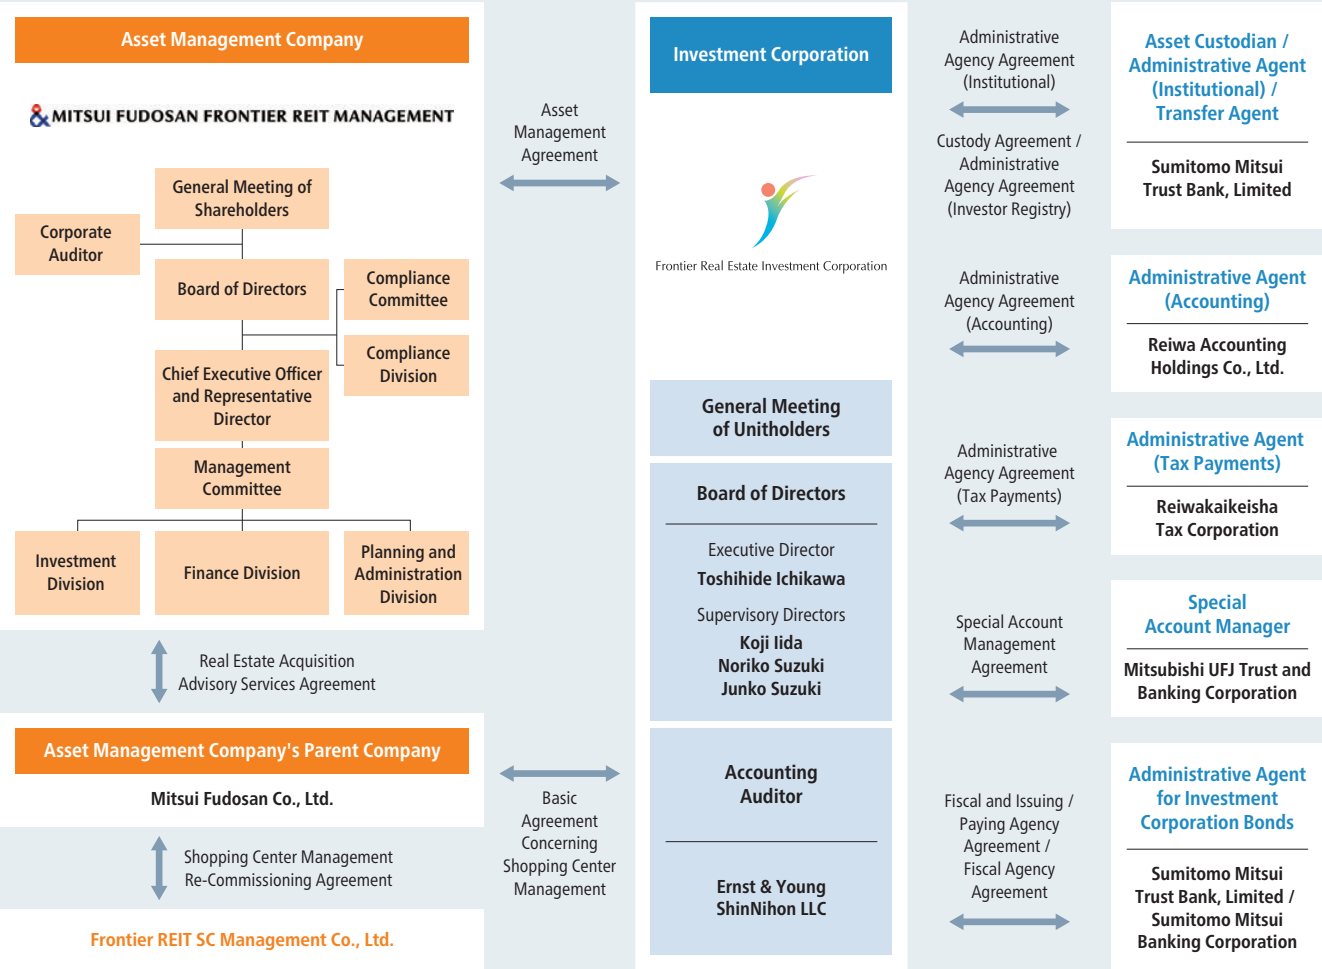 Asset Management Company
& MITSUI FUDOSAN FRONTIER REIT MANAGEMENT
General Meeting of
Shareholders
Corporate
Auditor
Board of Directors
Compliance
Committee
Compliance
Division
Chief Executive Officer
and Representative
Director
Management
Committee
Investment
Division
Finance Division
Planning and
Administration
Division
Real Estate Acquisition
Advisory Services Agreement
Asset Management Company's Parent Company
Mitsui Fudosan Co., Ltd.
Shopping Center Management
Re-Commissioning Agreement
Frontier REIT SC Management Co., Ltd.
Asset
Management
Agreement
Basic
Agreement
Concerning
Shopping Center
Management
Investment Corporation
Frontier Real Estate Investment Corporation
General Meeting
of Unitholders
Board of Directors
Executive Director
Toshihide Ichikawa
Supervisory Directors
Koji Iida
Noriko Suzuki
Junko Suzuki
Accounting
Auditor
Ernst & Young
ShinNihon LLC
Administrative
Agency Agreement
(Institutional)
Custody Agreement /
Administrative
Agency Agreement
(Investor Registry)
Asset Custodian /
Administrative Agent
(Institutional) /
Transfer Agent
Sumitomo Mitsui
Trust Bank, Limited
Administrative
Agency Agreement
(Accounting)
Administrative Agent
(Accounting)
Reiwa Accounting
Holdings Co., Ltd.
Administrative
Agency Agreement
(Tax Payments)
Administrative Agent
(Tax Payments)
Reiwakaikeisha
Tax Corporation
Special Account
Management
Agreement
Special
Account Manager
Mitsubishi UFJ Trust and
Banking Corporation
Fiscal and Issuing /
Paying Agency
Agreement /
Fiscal Agency
Agreement
Administrative Agent
for Investment
Corporation Bonds
Sumitomo Mitsui
Trust Bank, Limited /
Sumitomo Mitsui
Banking Corporation